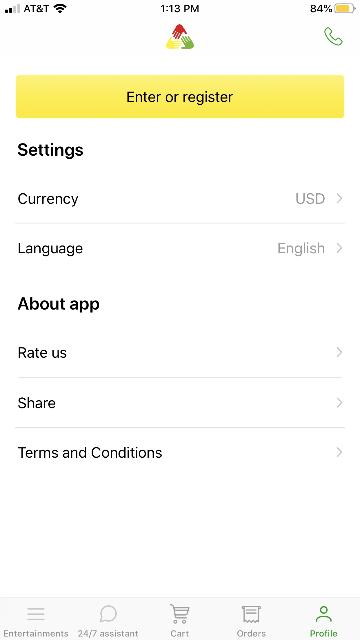 AT&T
1:13 PM
84%
Enter or register
Settings
Currency
USD
Language
English
About app
Rate us
Share
Terms and Conditions
Entertainments
24/7 assistant
Cart
Orders
Profile